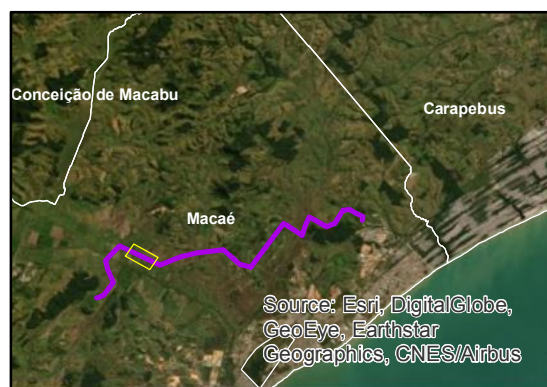 Conceição de Macabu
Carapebus
Macaé
Source: Esri, DigitalGlobe,
GeoEye, Earthstar
Geographics, CNES/Airbus